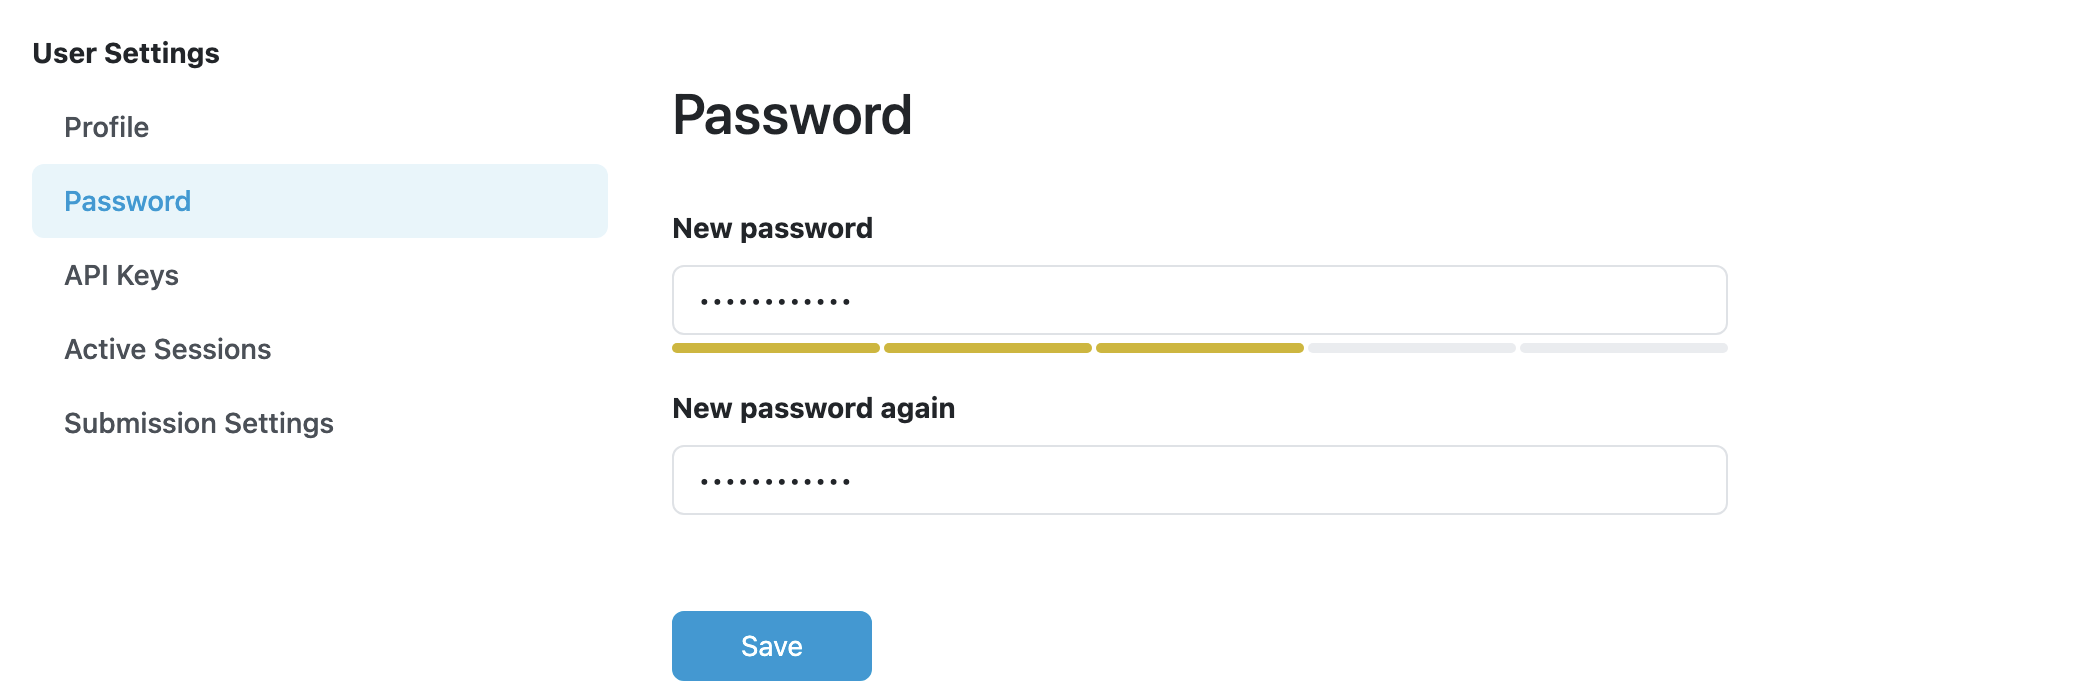 User Settings
Profile
Password
API Keys
Active Sessions
Submission Settings
Password
New password
••••••••••••
New password again
••••••••••••
Save